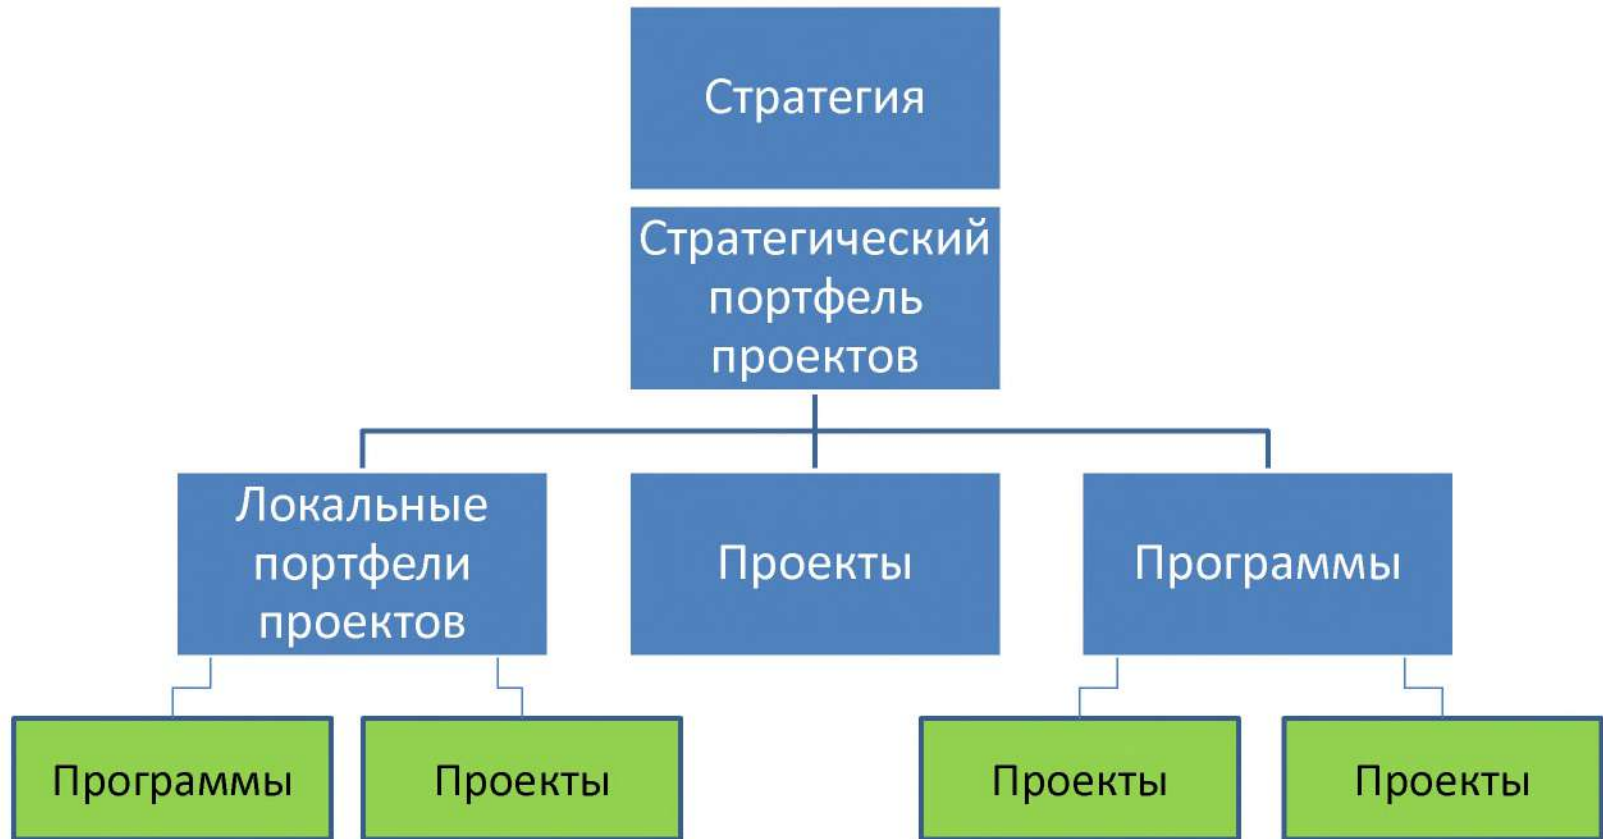 Стратегия
Стратегический
портфель
проектов
Локальные
портфели
проектов
Проекты
Программы
Программы
Проекты
Проекты
Проекты